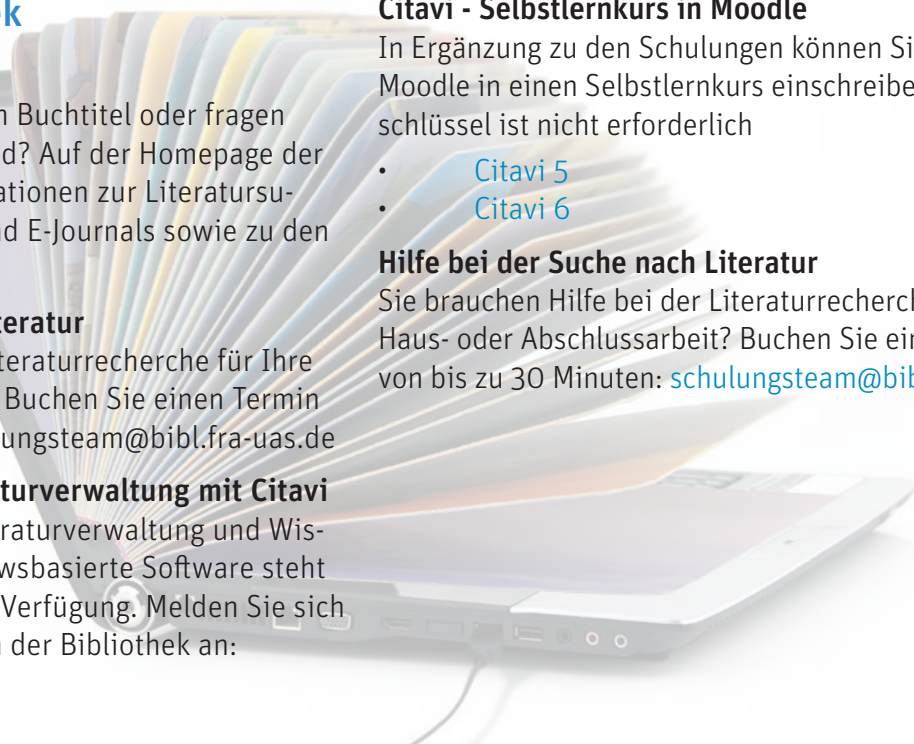 k
n Buchtitel oder fragen
d? Auf der Homepage der
ationen zur Literatursu-
nd E-Journals sowie zu den
teratur
teraturrecherche für Ihre
Buchen Sie einen Termin
ungsteam@bibl.fra-uas.de
turverwaltung mit Citavi
raturverwaltung und Wis-
wsbasierte Software steht
Verfügung. Melden Sie sich
n der Bibliothek an:
Citavi - Selbstlernkurs in Moodle
In Ergänzung zu den Schulungen können Si
Moodle in einen Selbstlernkurs einschreibe
schlüssel ist nicht erforderlich
• Citavi 5
• Citavi 6
Hilfe bei der Suche nach Literatur
Sie brauchen Hilfe bei der Literaturrecherch
Haus- oder Abschlussarbeit? Buchen Sie ein
von bis zu 30 Minuten: schulungsteam@bib